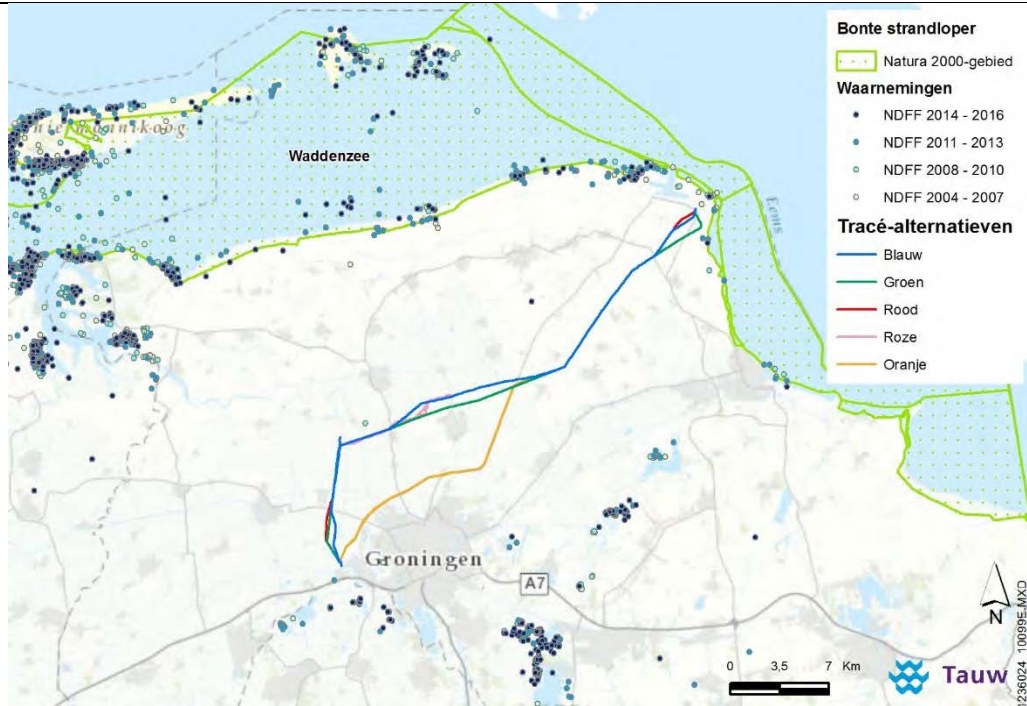 Bonte strandloper
Natura 2000-gebied
Waarnemingen
NDFF 2014 - 2016
NDFF 2011 - 2013
NDFF 2008 - 2010
NDFF 2004 - 2007
Tracé-alternatieven
Blauw
Groen
Rood
Roze
Oranje
Waddenzee
Eems
Groningen
A7
N
0 3,5 7 Km
Tauw
1236024_10099E.MXD